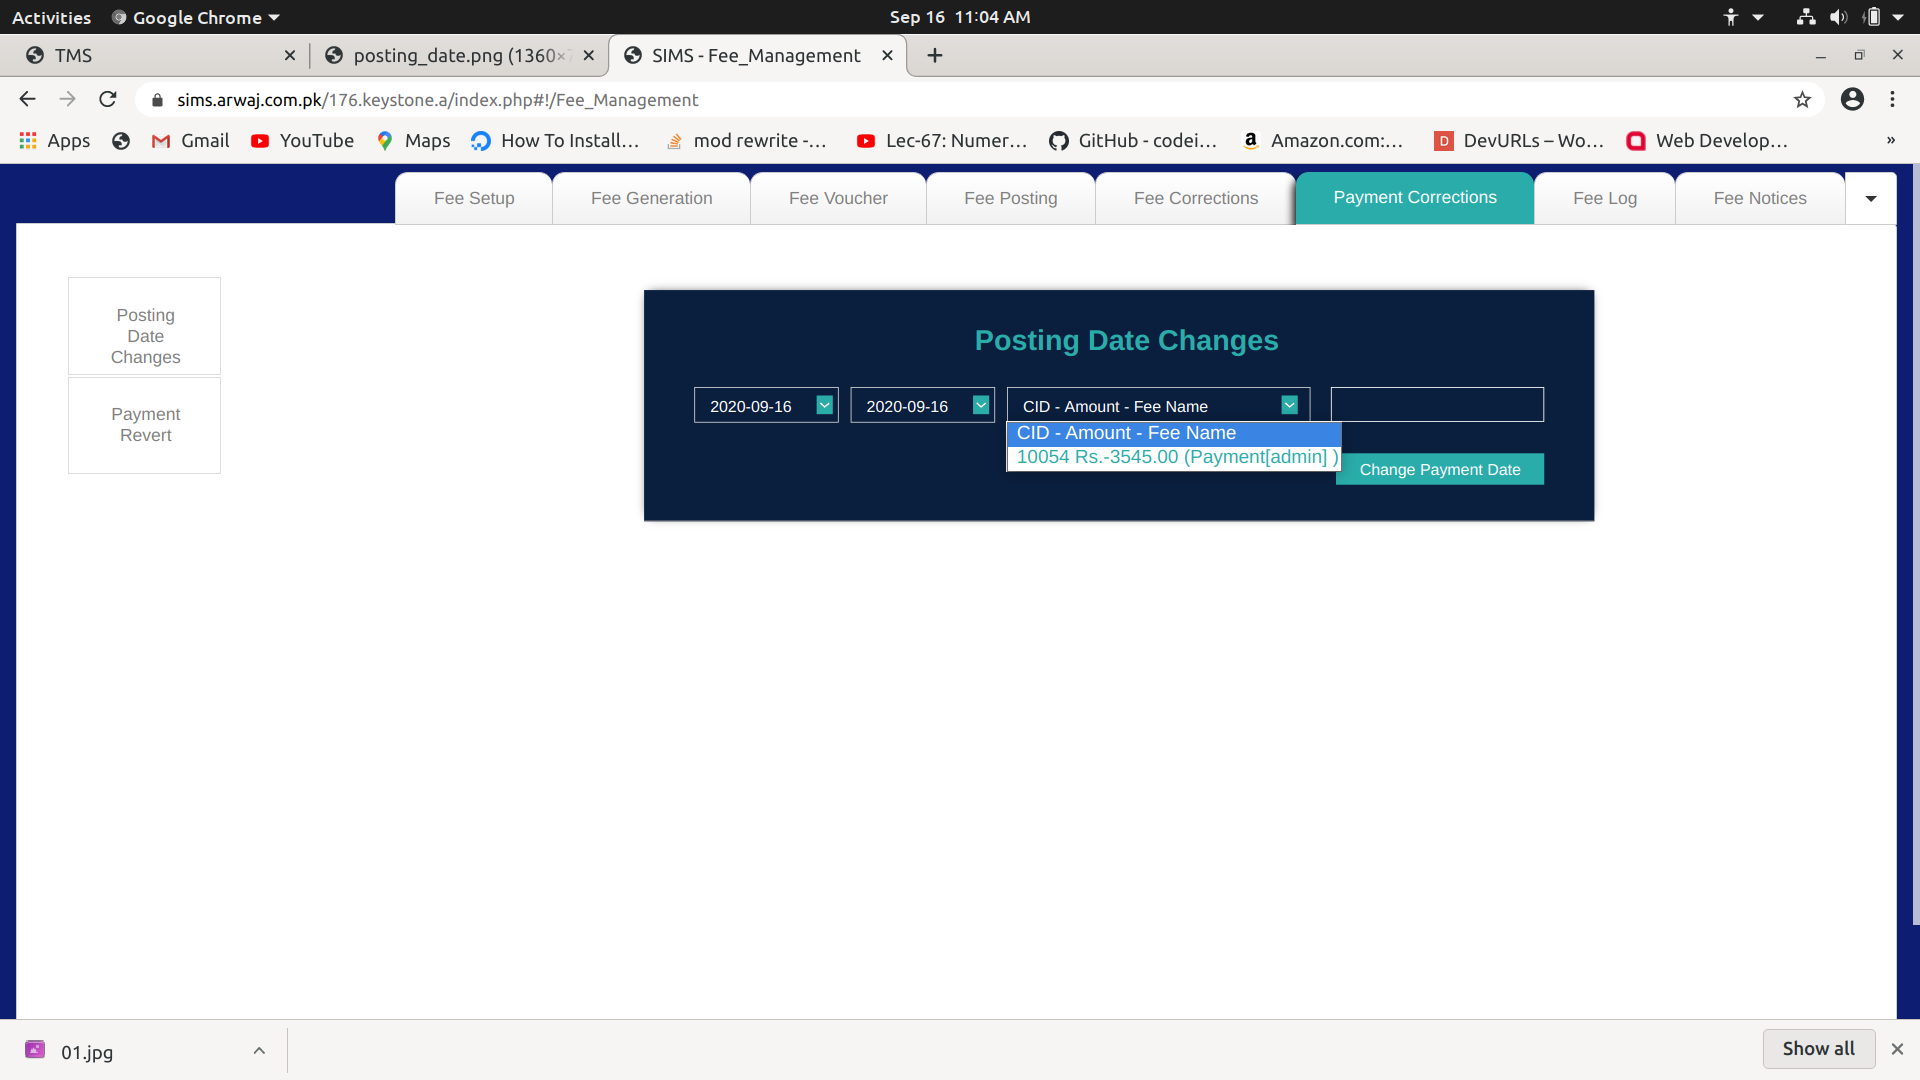 Activities Google Chrome Sep 16 11:04 AM
TMS posting_date.png (1360× SIMS - Fee_Management
sims.arwaj.com.pk/176.keystone.a/index.php#!/Fee_Management
Apps Gmail YouTube Maps How To Install… mod rewrite -… Lec-67: Numer… GitHub - codei… Amazon.com:… DevURLs – Wo… Web Develop… »
Fee Setup Fee Generation Fee Voucher Fee Posting Fee Corrections Payment Corrections Fee Log Fee Notices
Posting
Date
Changes
Payment
Revert
Posting Date Changes
2020-09-16 2020-09-16 CID - Amount - Fee Name
CID - Amount - Fee Name
10054 Rs.-3545.00 (Payment[admin] )
Change Payment Date
01.jpg Show all